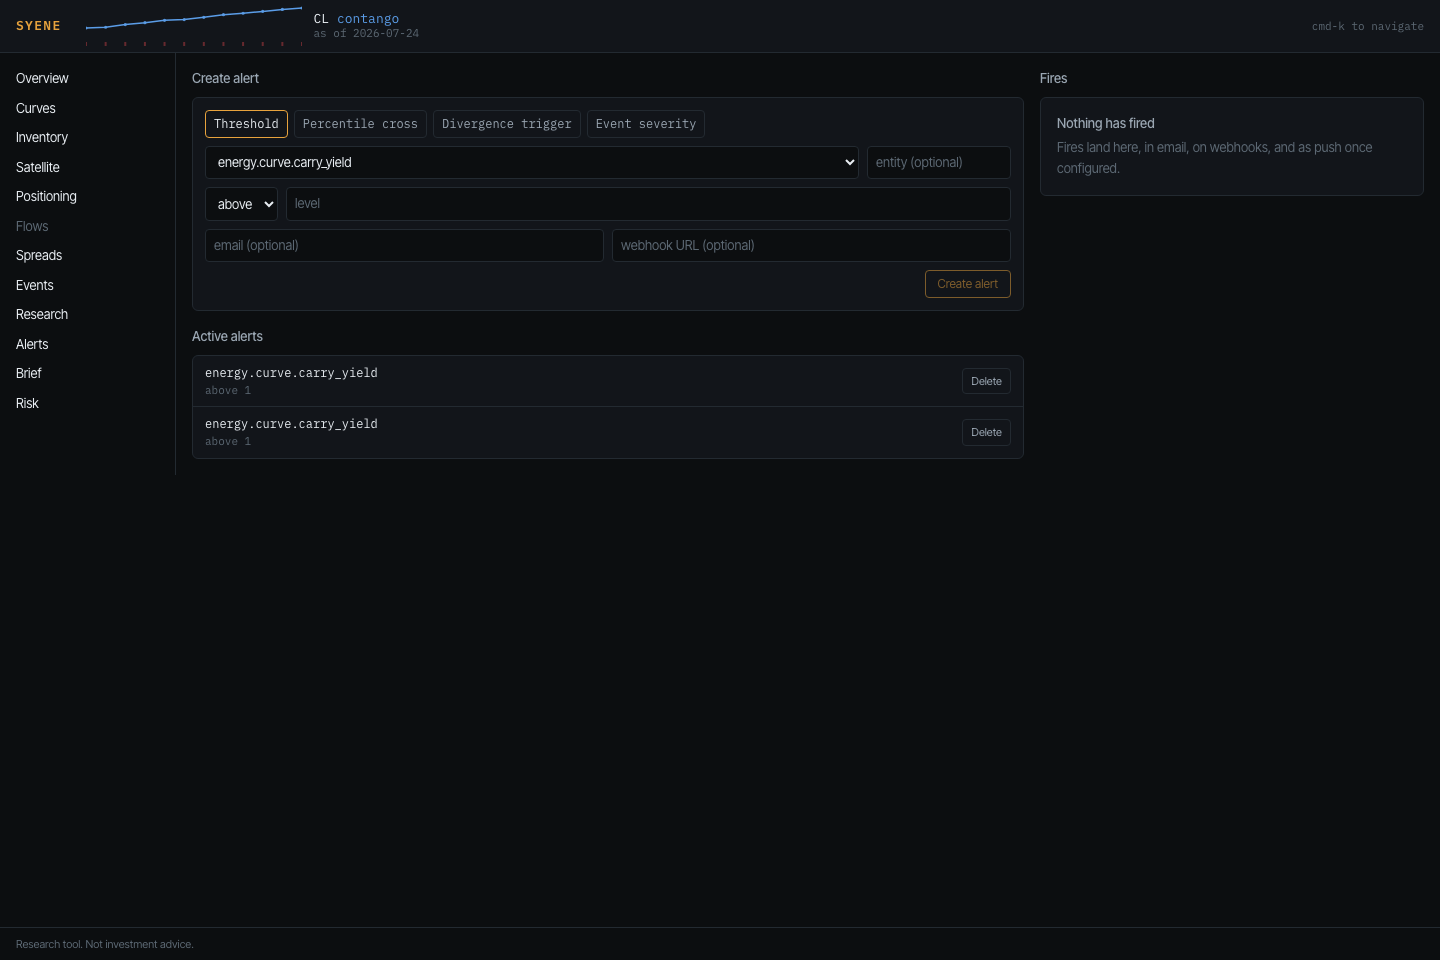 SYENE
CL contango
as of 2026-07-24
cmd-k to navigate
Overview
Curves
Inventory
Satellite
Positioning
Flows
Spreads
Events
Research
Alerts
Brief
Risk
Create alert
Threshold
Percentile cross
Divergence trigger
Event severity
energy.curve.carry_yield
entity (optional)
above
level
email (optional)
webhook URL (optional)
Create alert
Active alerts
energy.curve.carry_yield
above 1
Delete
energy.curve.carry_yield
above 1
Delete
Fires
Nothing has fired
Fires land here, in email, on webhooks, and as push once
configured.
Research tool. Not investment advice.